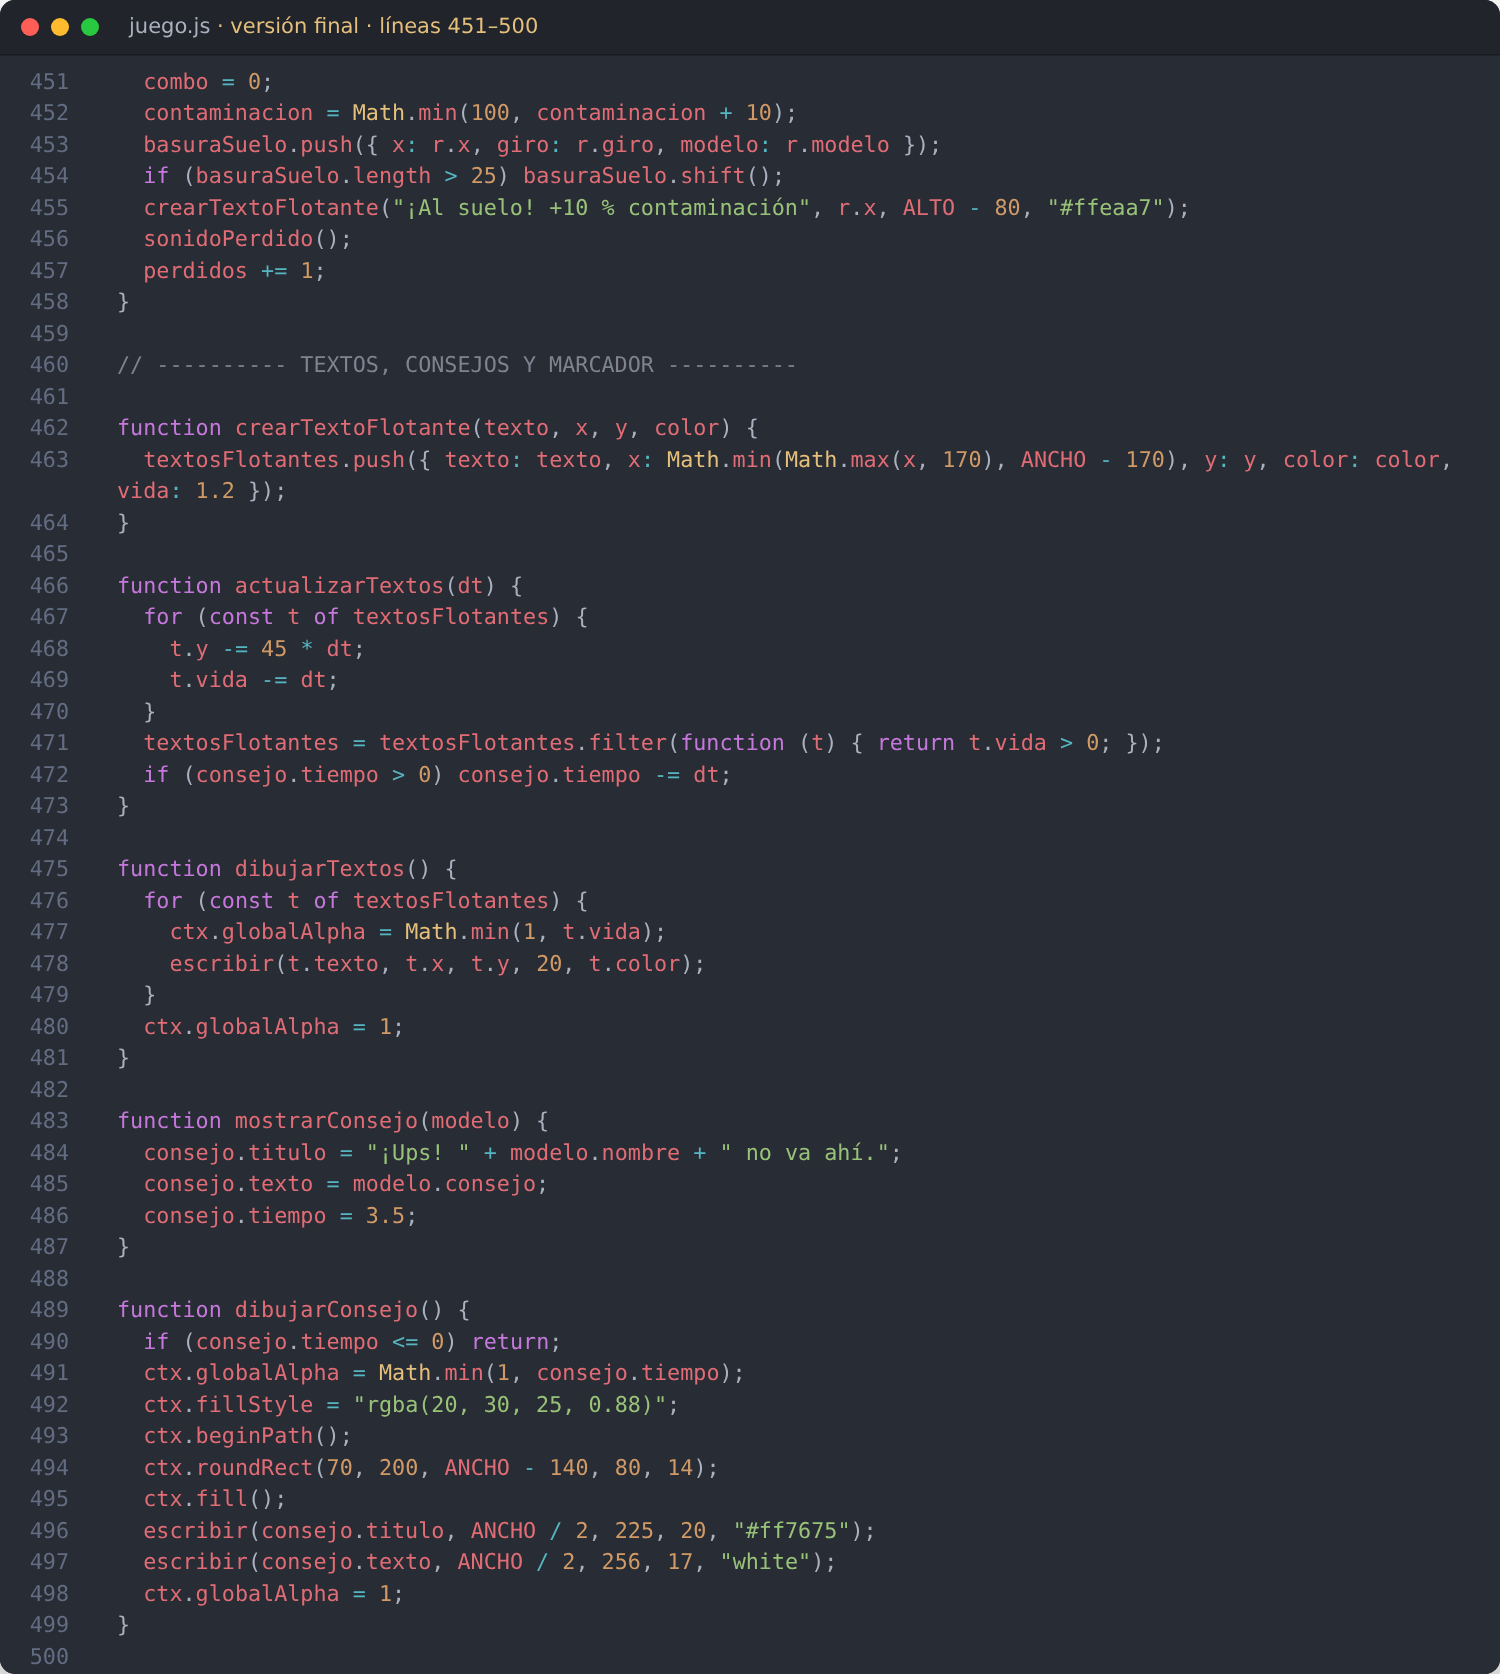 juego.js · versión final · líneas 451–500
451 combo = 0;
452 contaminacion = Math.min(100, contaminacion + 10);
453 basuraSuelo.push({ x: r.x, giro: r.giro, modelo: r.modelo });
454 if (basuraSuelo.length > 25) basuraSuelo.shift();
455 crearTextoFlotante("¡Al suelo! +10 % contaminación", r.x, ALTO - 80, "#ffeaa7");
456 sonidoPerdido();
457 perdidos += 1;
458 }
459
460 // ---------- TEXTOS, CONSEJOS Y MARCADOR ----------
461
462 function crearTextoFlotante(texto, x, y, color) {
463 textosFlotantes.push({ texto: texto, x: Math.min(Math.max(x, 170), ANCHO - 170), y: y, color: color,
vida: 1.2 });
464 }
465
466 function actualizarTextos(dt) {
467 for (const t of textosFlotantes) {
468 t.y -= 45 * dt;
469 t.vida -= dt;
470 }
471 textosFlotantes = textosFlotantes.filter(function (t) { return t.vida > 0; });
472 if (consejo.tiempo > 0) consejo.tiempo -= dt;
473 }
474
475 function dibujarTextos() {
476 for (const t of textosFlotantes) {
477 ctx.globalAlpha = Math.min(1, t.vida);
478 escribir(t.texto, t.x, t.y, 20, t.color);
479 }
480 ctx.globalAlpha = 1;
481 }
482
483 function mostrarConsejo(modelo) {
484 consejo.titulo = "¡Ups! " + modelo.nombre + " no va ahí.";
485 consejo.texto = modelo.consejo;
486 consejo.tiempo = 3.5;
487 }
488
489 function dibujarConsejo() {
490 if (consejo.tiempo <= 0) return;
491 ctx.globalAlpha = Math.min(1, consejo.tiempo);
492 ctx.fillStyle = "rgba(20, 30, 25, 0.88)";
493 ctx.beginPath();
494 ctx.roundRect(70, 200, ANCHO - 140, 80, 14);
495 ctx.fill();
496 escribir(consejo.titulo, ANCHO / 2, 225, 20, "#ff7675");
497 escribir(consejo.texto, ANCHO / 2, 256, 17, "white");
498 ctx.globalAlpha = 1;
499 }
500